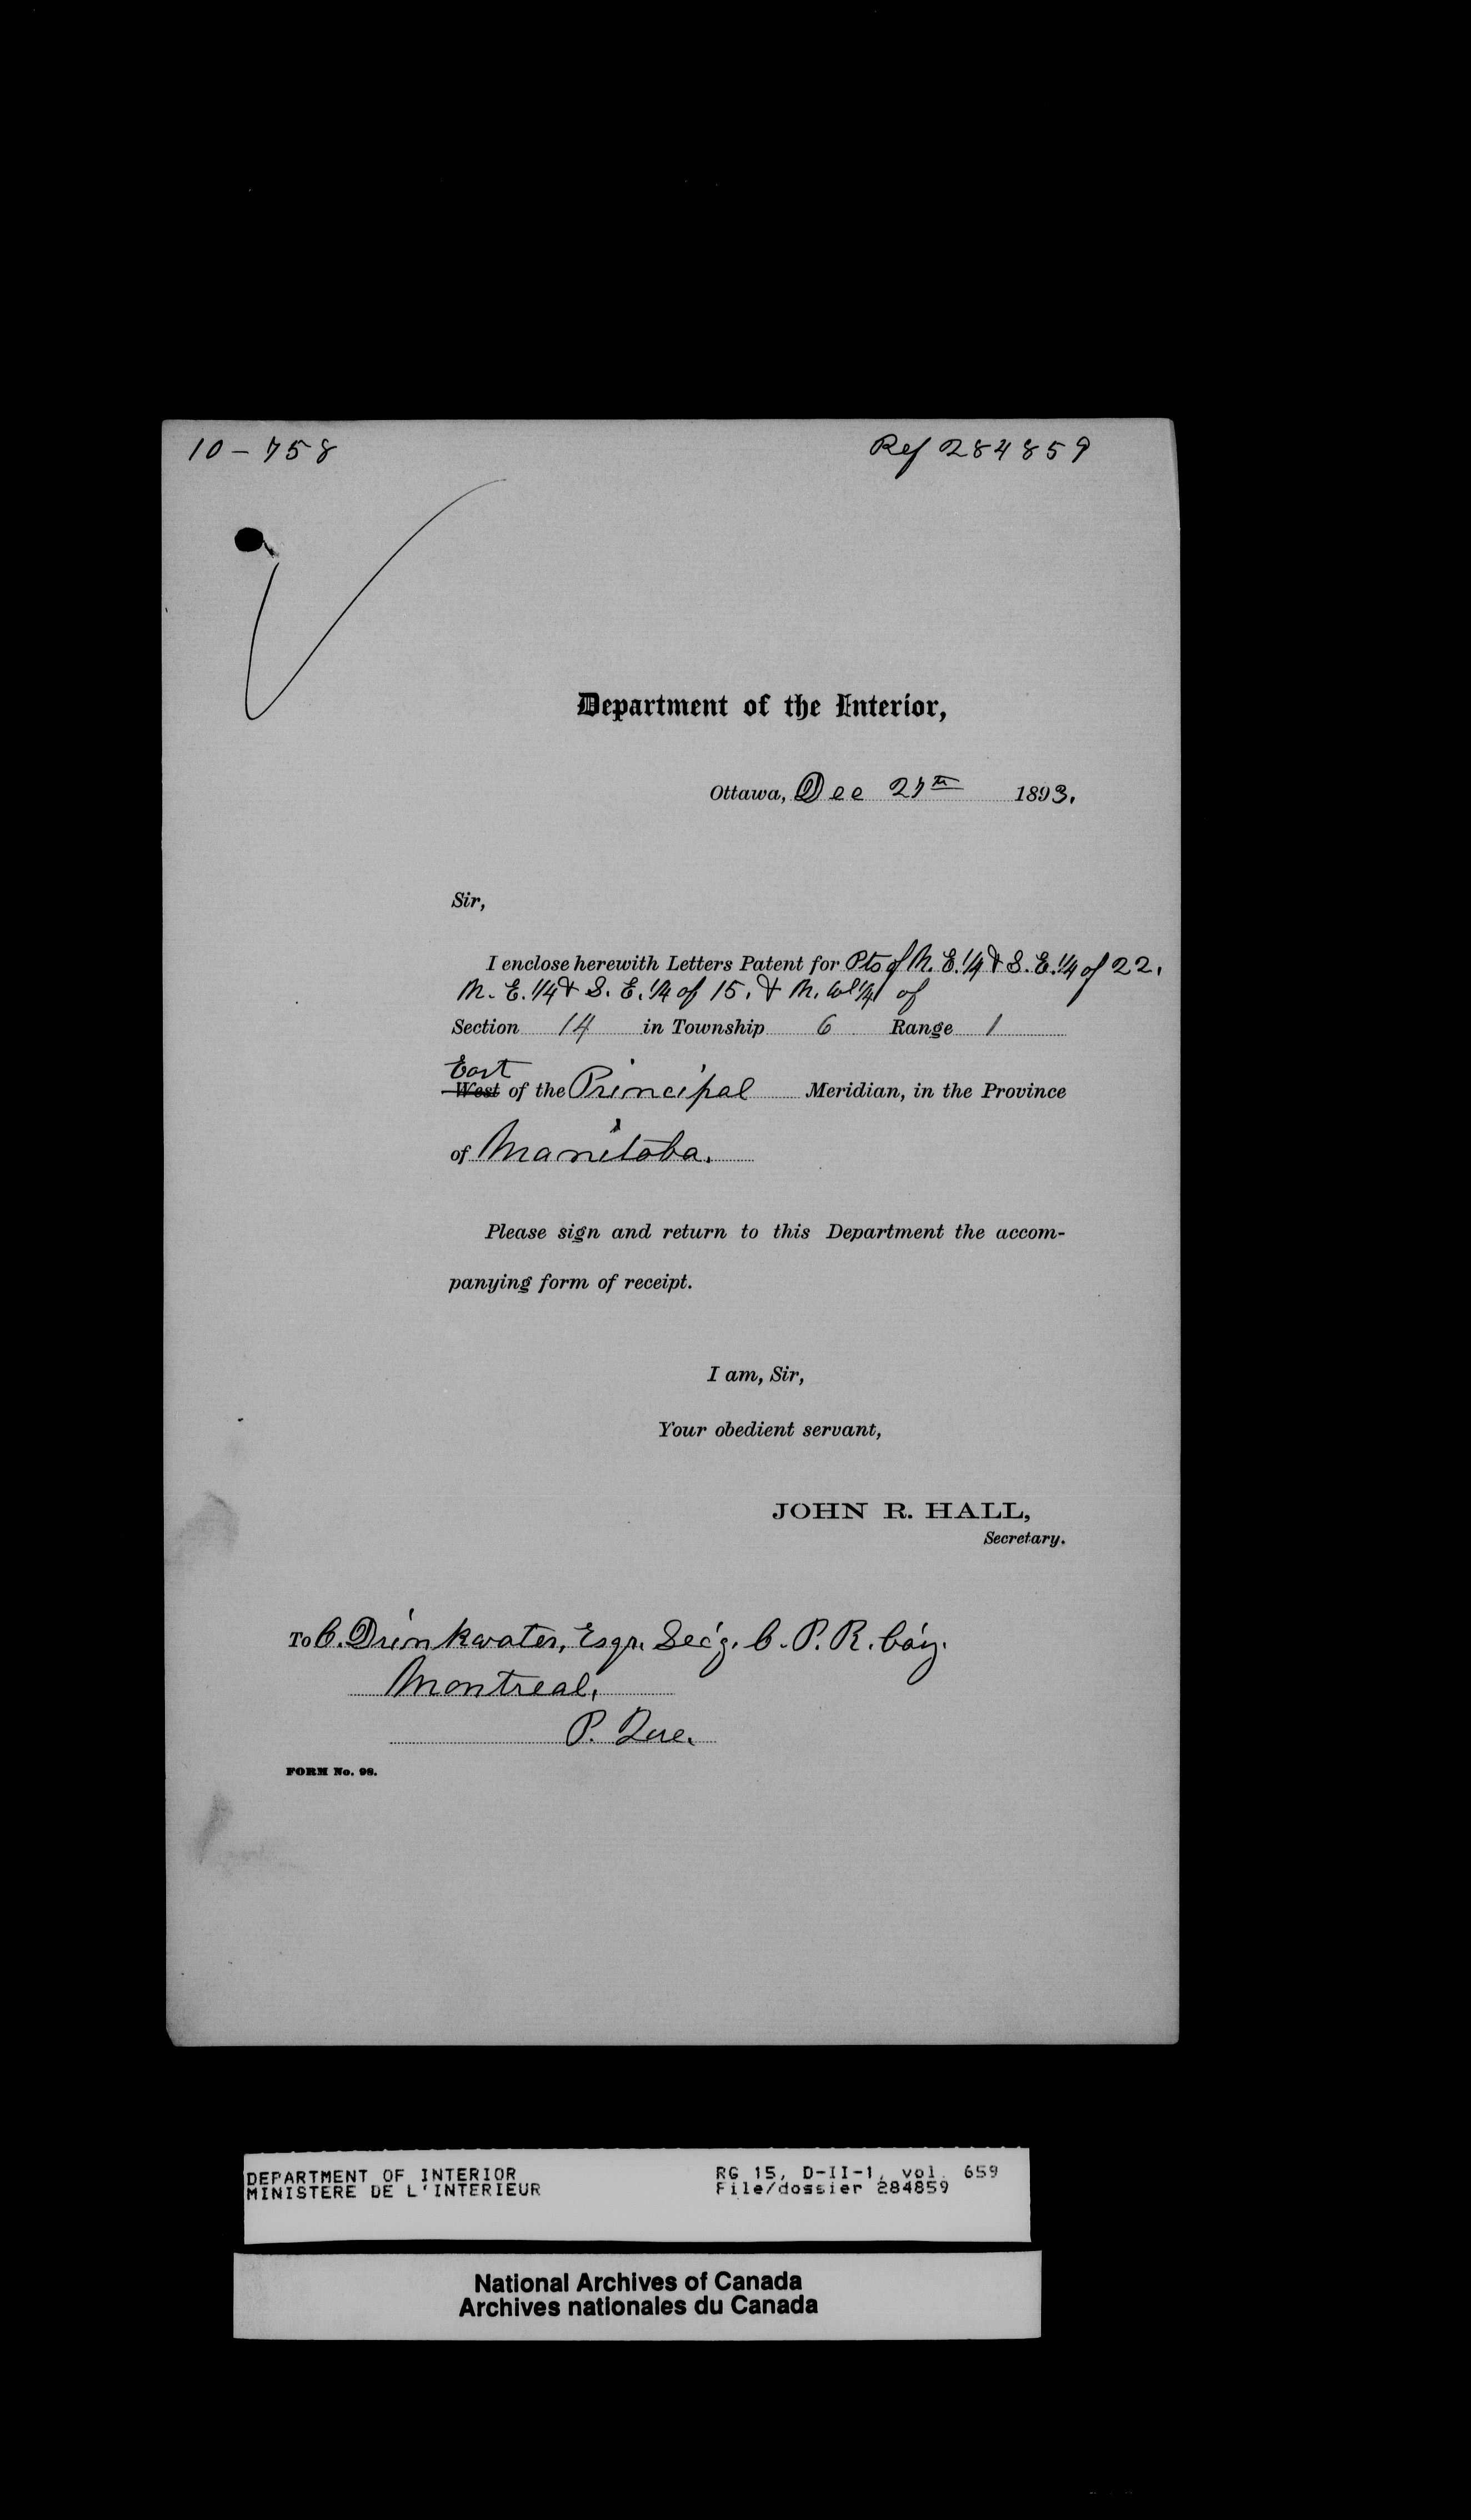 10-758
Ref 284859
Department of the Interior,
Ottawa, Dec 27th 1893.
Sir,
I enclose herewith Letters Patent for Pts of N. E. 1/4 & S. E. 1/4 of 22,
N. E. 1/4 & S. E. 1/4 of 15, & N. W 1/4 of
Section 14 in Township 6 Range 1
East
West of the Principal Meridian, in the Province
of Manitoba.
Please sign and return to this Department the accom-
panying form of receipt.
I am, Sir,
Your obedient servant,
JOHN R. HALL,
Secretary.
To C. Drinkwater, Esqr. Sec'y. C. P. R. Co'y.
Montreal,
P. Que.
FORM No. 98.
DEPARTMENT OF INTERIOR RG 15, D-II-1, vol. 659
MINISTERE DE L'INTERIEUR File/dossier 284859
National Archives of Canada
Archives nationales du Canada